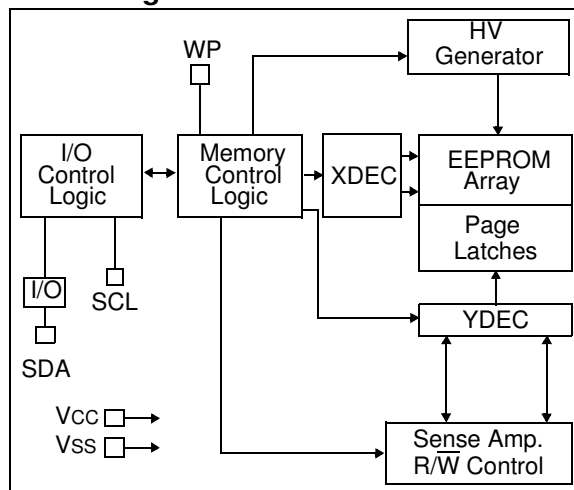 HV
Generator
WP
I/O
Control
Logic
Memory
Control
Logic
XDEC
EEPROM
Array
Page
Latches
I/O
SCL
SDA
YDEC
VCC
VSS
Sense Amp.
R/W̅ Control